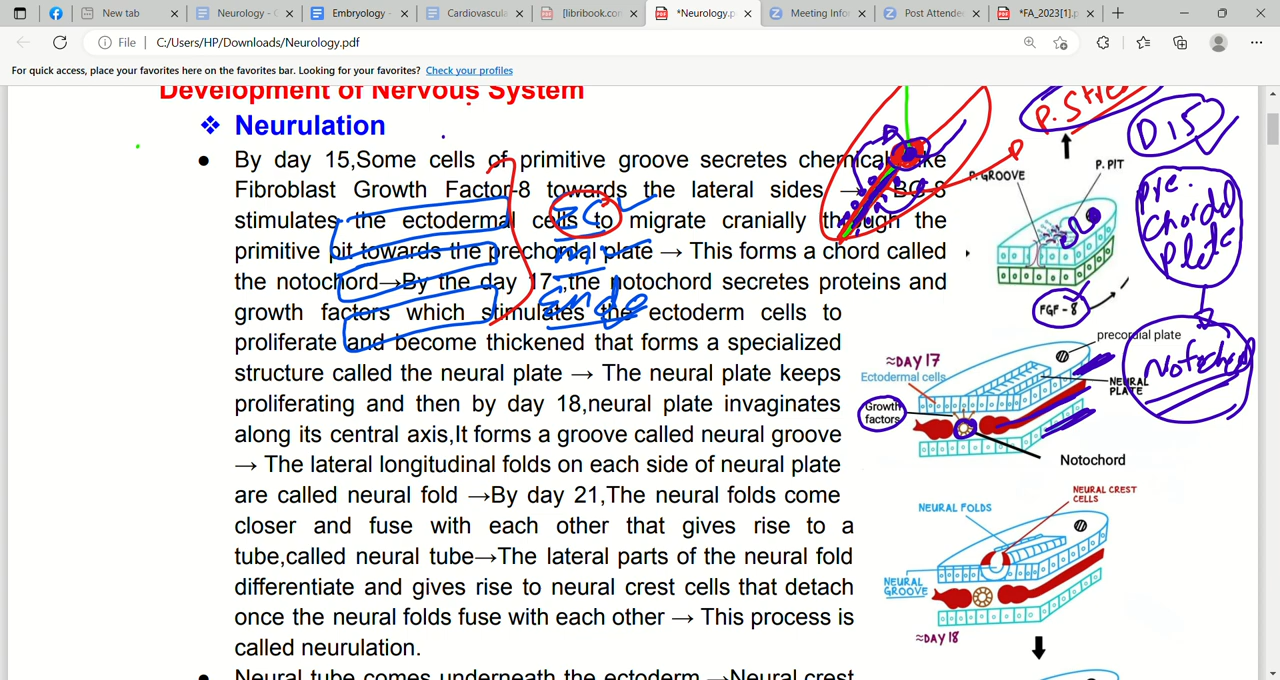 New tab
Neurology -
Embryology -
Cardiovascula
[libribook.con
*Neurology.p
Meeting Info
Post Attende
*FA_2023[1].p
File
C:/Users/HP/Downloads/Neurology.pdf
For quick access, place your favorites here on the favorites bar. Looking for your favorites? Check your profiles
Development of Nervous System
❖ Neurulation
● By day 15,Some cells of primitive groove secretes chemical like
Fibroblast Growth Factor-8 towards the lateral sides → BG-8
stimulates the ectodermal cells to migrate cranially through the
primitive pit towards the prechordal plate → This forms a chord called
the notochord→By the day 17, the notochord secretes proteins and
growth factors which stimulates the ectoderm cells to
proliferate and become thickened that forms a specialized
structure called the neural plate → The neural plate keeps
proliferating and then by day 18,neural plate invaginates
along its central axis,It forms a groove called neural groove
→ The lateral longitudinal folds on each side of neural plate
are called neural fold →By day 21,The neural folds come
closer and fuse with each other that gives rise to a
tube,called neural tube→The lateral parts of the neural fold
differentiate and gives rise to neural crest cells that detach
once the neural folds fuse with each other → This process is
called neurulation.
● Neural tube comes underneath the ectoderm →Neural crest
EC
m
Endo
P. Stre
D15
P. GROOVE
P. PIT
pre.
Chordal
Plate
FGF-8
precordial plate
Notochord
≈DAY 17
Ectodermal cells
NEURAL
PLATE
Growth
factors
Notochord
NEURAL CREST
CELLS
NEURAL FOLDS
NEURAL
GROOVE
≈DAY 18